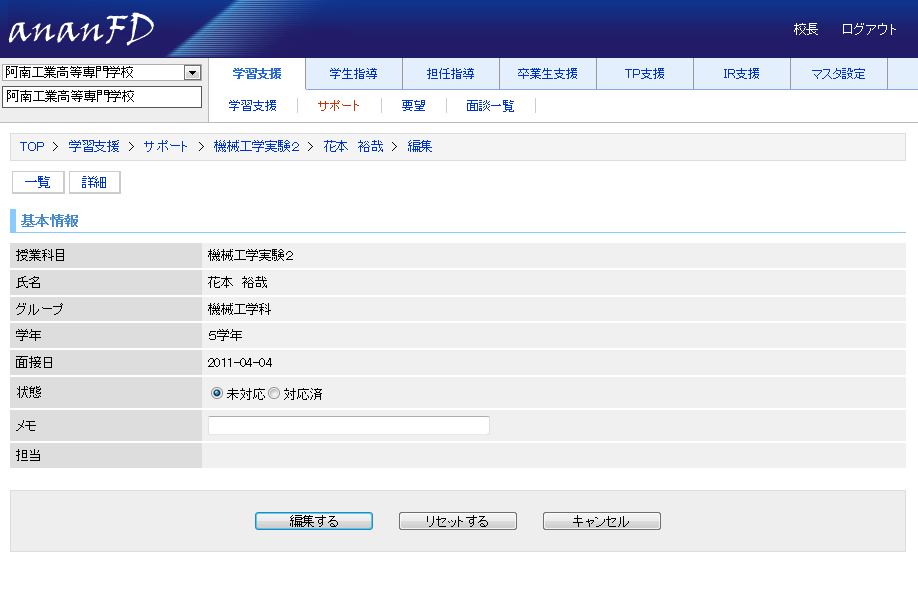 ananFD
校長 ログアウト
阿南工業高等専門学校
阿南工業高等専門学校
学習支援 学生指導 担任指導 卒業生支援 TP支援 IR支援 マスタ設定
学習支援 サポート 要望 面談一覧
TOP > 学習支援 > サポート > 機械工学実験2 > 花本 裕哉 > 編集
一覧 詳細
基本情報
授業科目 機械工学実験2
氏名 花本 裕哉
グループ 機械工学科
学年 5学年
面接日 2011-04-04
状態 未対応 対応済
メモ
担当
編集する リセットする キャンセル